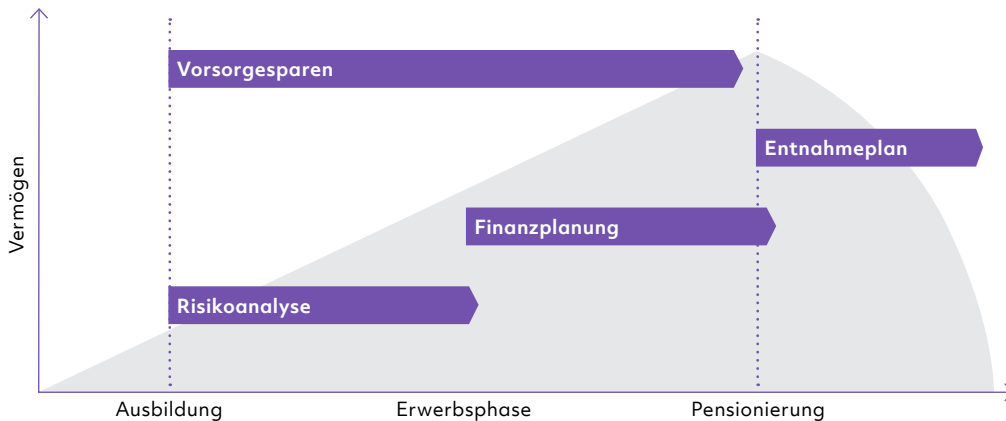 Vorsorgesparen
Entnahmeplan
Vermögen
Finanzplanung
Risikoanalyse
Ausbildung
Erwerbsphase
Pensionierung